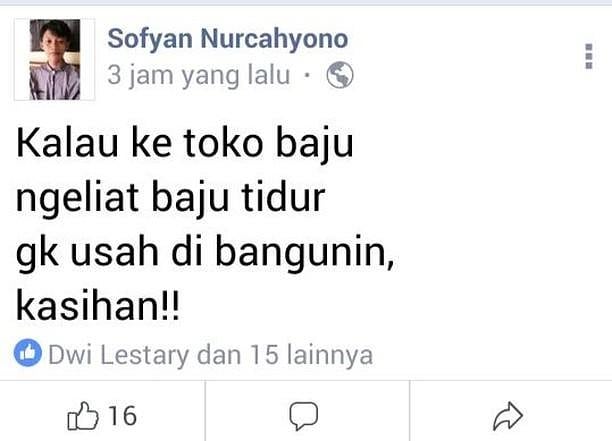 Sofyan Nurcahyono
3 jam yang lalu ·
Kalau ke toko baju
ngeliat baju tidur
gk usah di bangunin,
kasihan!!
Dwi Lestary dan 15 lainnya
16